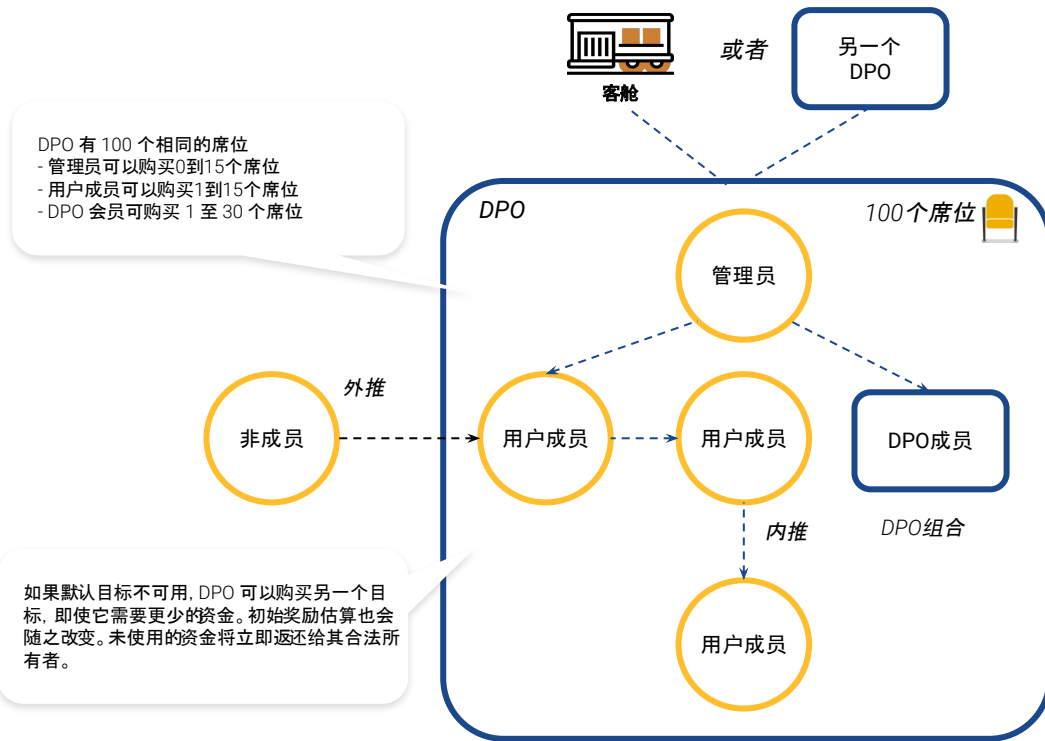 或者
另一个
DPO
客舱
DPO 有 100 个相同的席位
- 管理员可以购买0到15个席位
- 用户成员可以购买1到15个席位
- DPO 会员可购买 1 至 30 个席位
DPO
100个席位
管理员
外推
非成员
用户成员
用户成员
DPO成员
内推
DPO组合
如果默认目标不可用, DPO 可以购买另一个目
标, 即使它需要更少的资金。初始奖励估算也会
随之改变。未使用的资金将立即返还给其合法所
有者。
用户成员